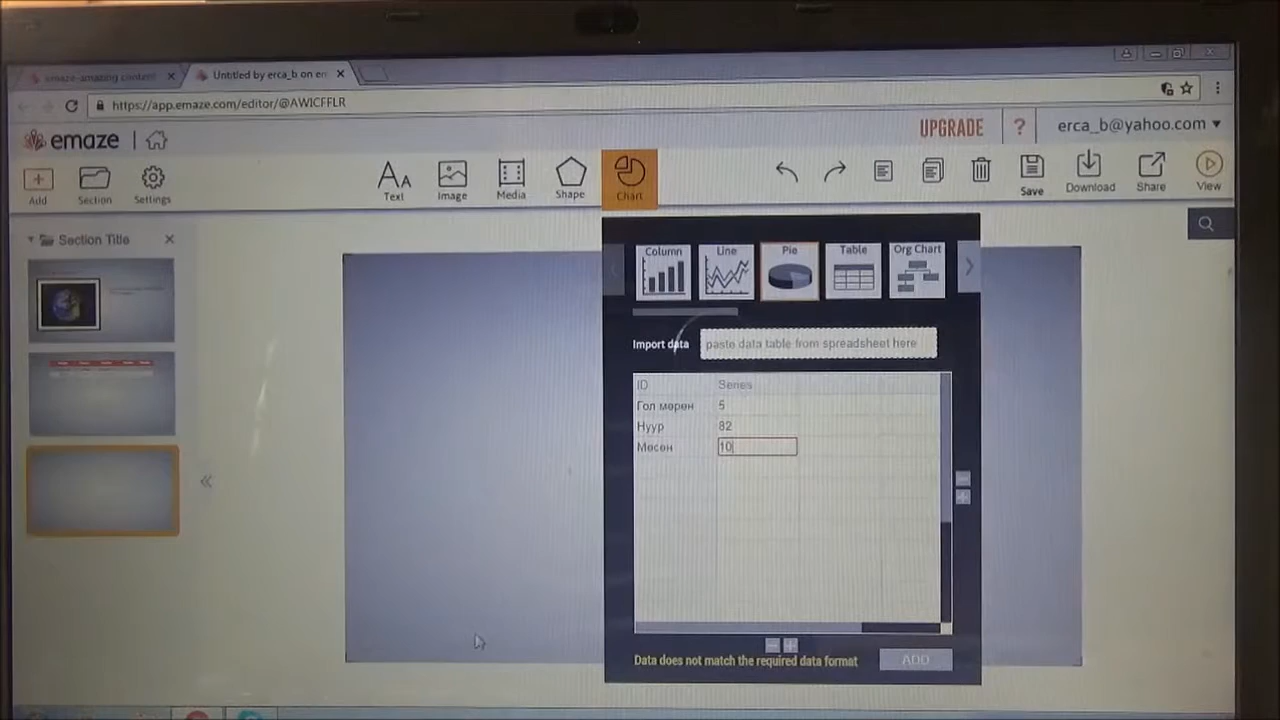 emaze-amazing content
Untitled by erca_b on em
https://app.emaze.com/editor/@AWICFFLR
emaze
UPGRADE
?
erca_b@yahoo.com
Add
Section
Settings
Text
Image
Media
Shape
Chart
Save
Download
Share
View
Section Title
Column
Line
Pie
Table
Org Chart
Import data
paste data table from spreadsheet here
ID Series
Гол мөрөн 5
Нуур 82
Мөсөн 10
Data does not match the required data format
ADD